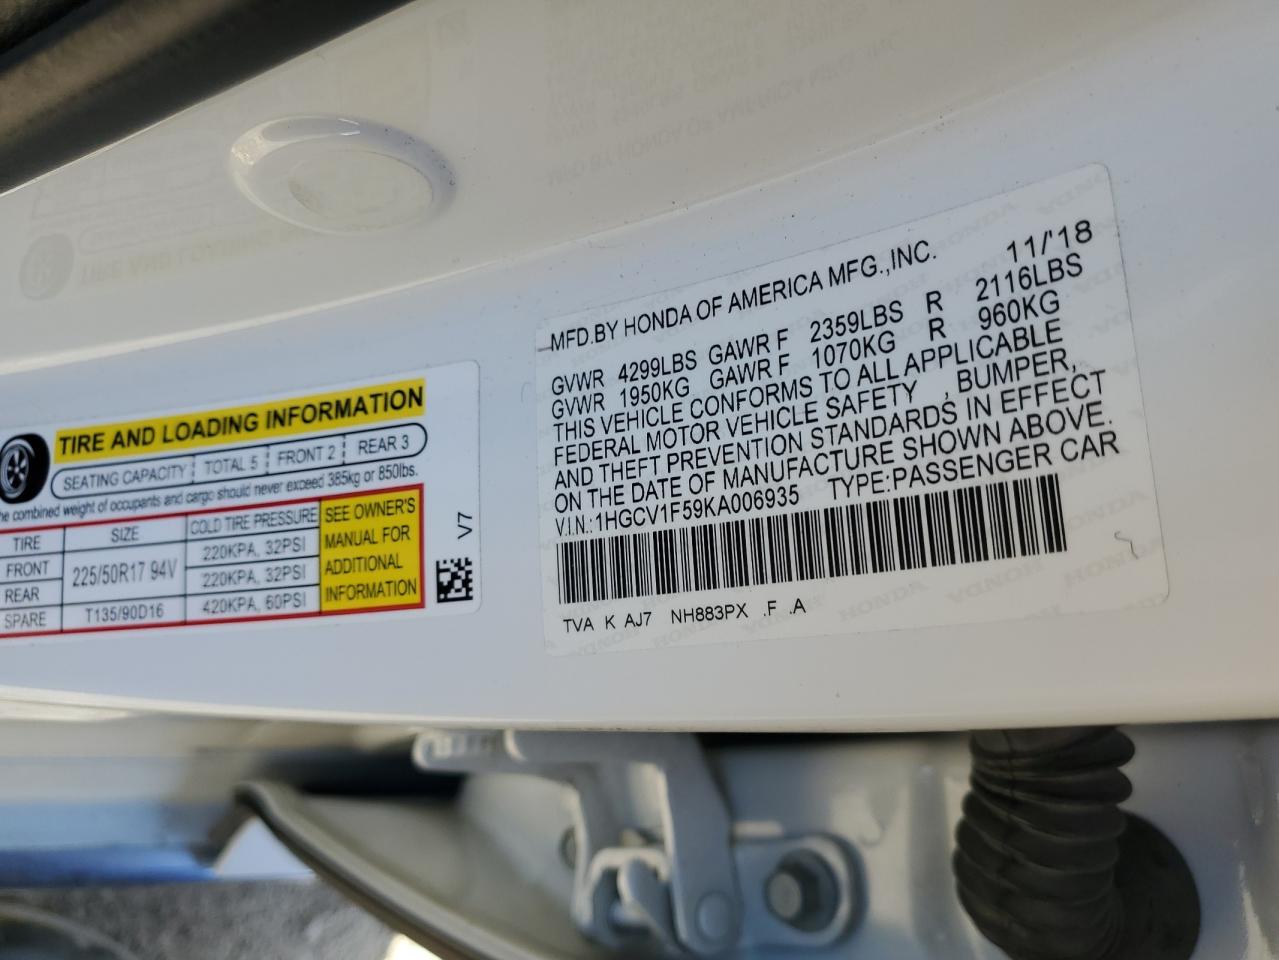 MFD.BY HONDA OF AMERICA MFG.,INC. 11/'18
GVWR 4299LBS GAWR F 2359LBS R 2116LBS
GVWR 1950KG GAWR F 1070KG R 960KG
THIS VEHICLE CONFORMS TO ALL APPLICABLE
FEDERAL MOTOR VEHICLE SAFETY , BUMPER,
AND THEFT PREVENTION STANDARDS IN EFFECT
ON THE DATE OF MANUFACTURE SHOWN ABOVE.
V.I.N.:1HGCV1F59KA006935 TYPE:PASSENGER CAR
TVA K AJ7 NH883PX .F .A
TIRE AND LOADING INFORMATION
SEATING CAPACITY TOTAL 5 FRONT 2 REAR 3
combined weight of occupants and cargo should never exceed 385kg or 850lbs.
TIRE SIZE COLD TIRE PRESSURE
FRONT 225/50R17 94V 220KPA, 32PSI
REAR 220KPA, 32PSI
SPARE T135/90D16 420KPA, 60PSI
SEE OWNER'S
MANUAL FOR
ADDITIONAL
INFORMATION
V7